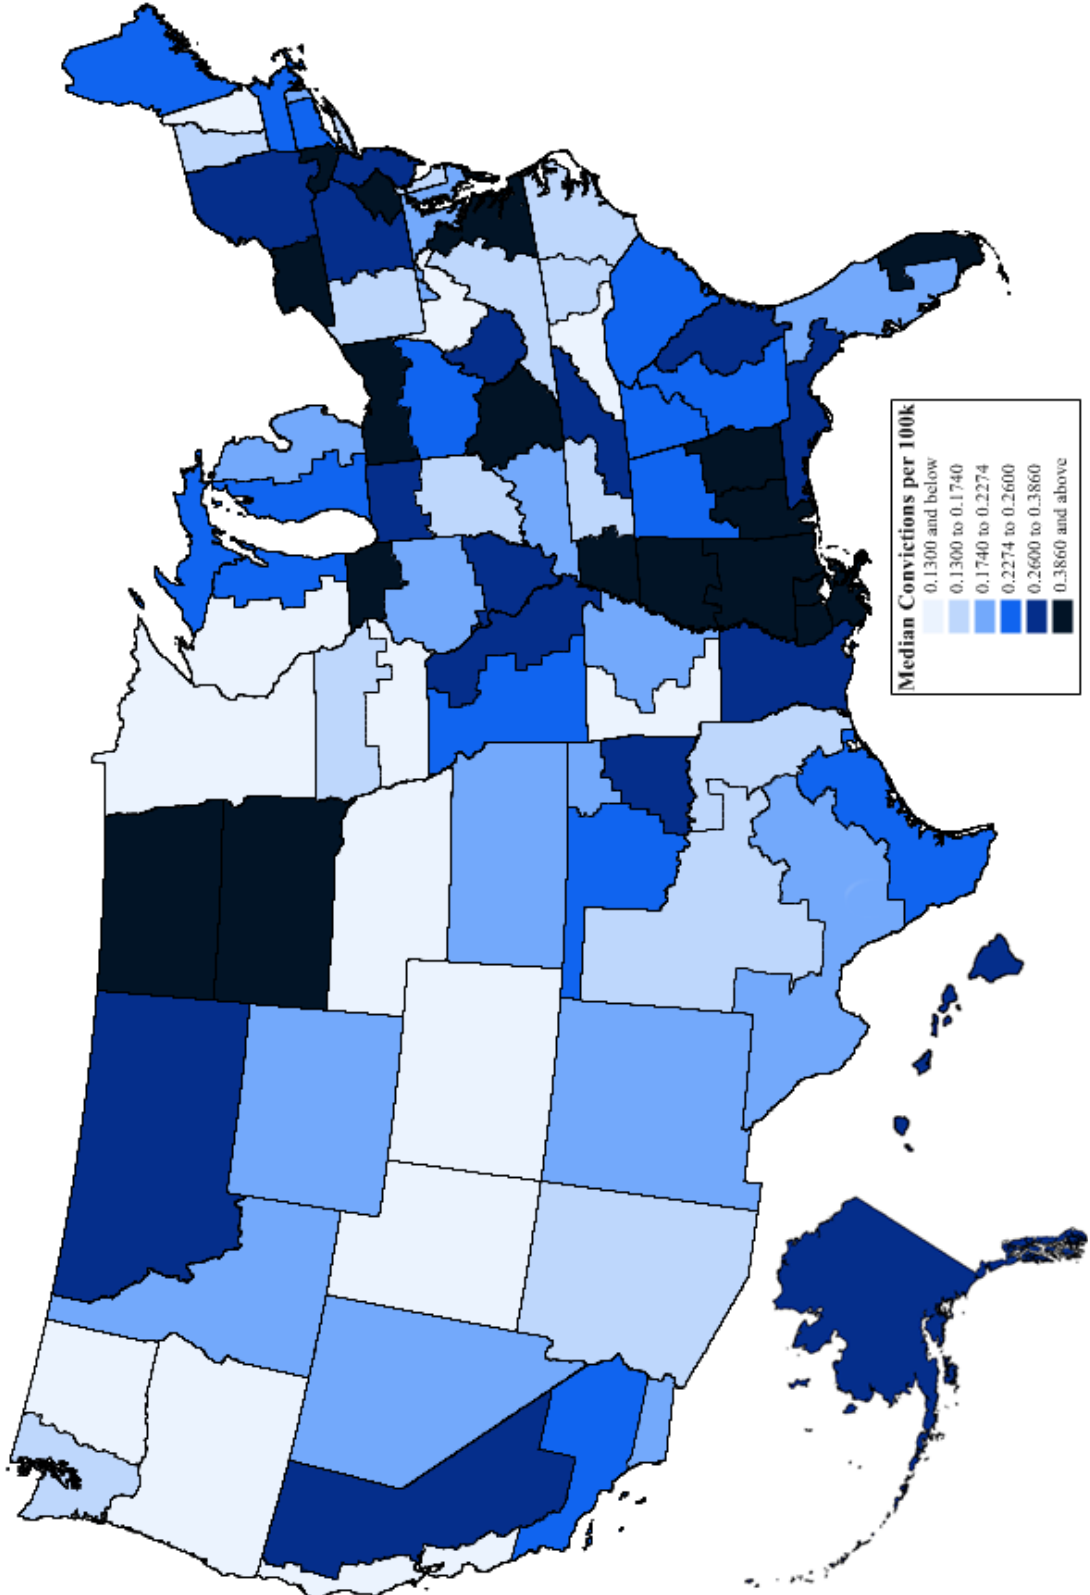 Median Convictions per 100k
0.1300 and below
0.1300 to 0.1740
0.1740 to 0.2274
0.2274 to 0.2600
0.2600 to 0.3860
0.3860 and above